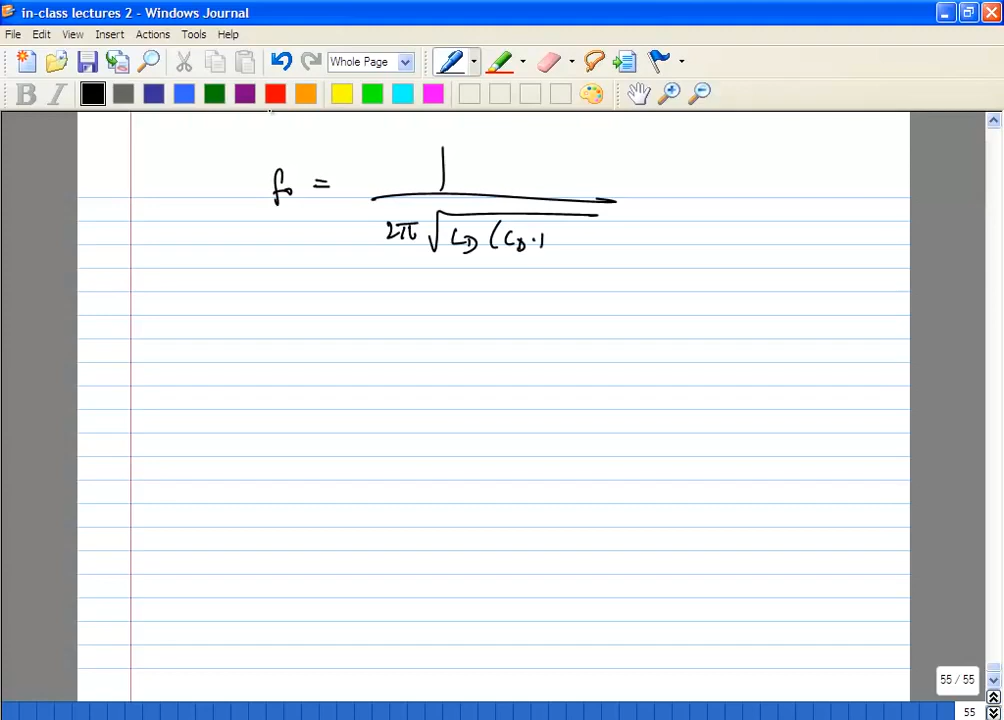 in-class lectures 2 - Windows Journal
File Edit View Insert Actions Tools Help
Whole Page
B I
f₀ = 1
2π √ L_D (C_D · 1
55 / 55
55